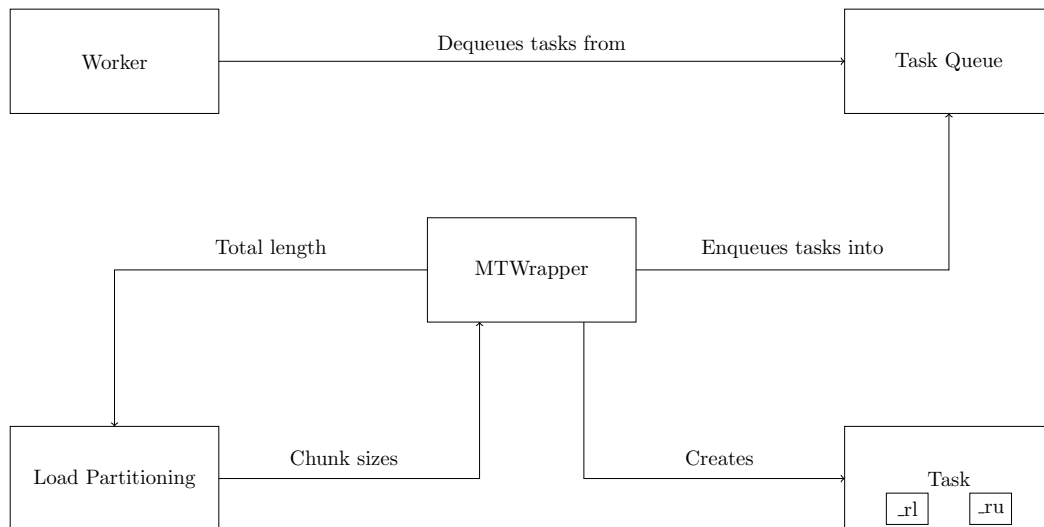 Worker
Dequeues tasks from
Task Queue
Total length
MTWrapper
Enqueues tasks into
Load Partitioning
Chunk sizes
Creates
Task
_rl
_ru